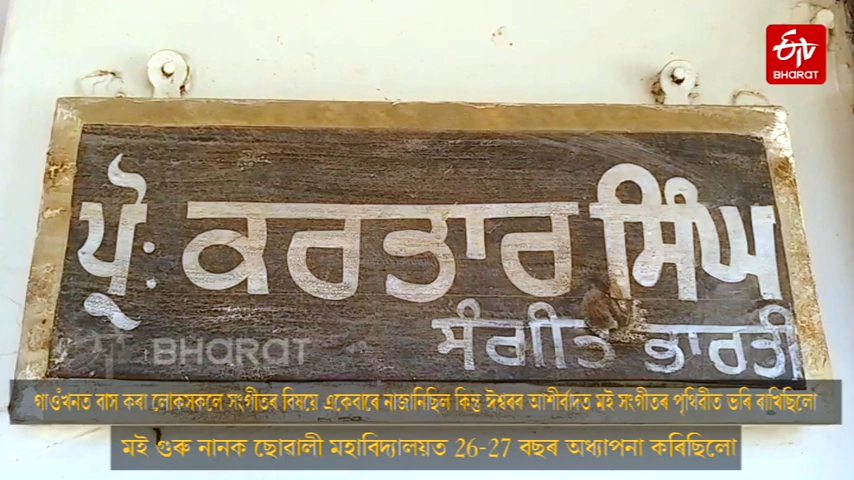 ETV
BHARAT
ਪ੍ਰੋ: ਕਰਤਾਰ ਸਿੰਘ
ਸੰਗੀਤ ਭਾਰਤੀ
BHARAT
গাওঁখনত বাস কৰা লোকসকলে সংগীতৰ বিষয়ে একেবাৰে নাজানিছিল কিন্তু ঈশ্বৰৰ আশীৰ্বাদত মই সংগীতৰ পৃথিৱীত ভৰি ৰাখিছিলো
মই গুৰু নানক ছোৱালী মহাবিদ্যালয়ত 26-27 বছৰ অধ্যাপনা কৰিছিলো